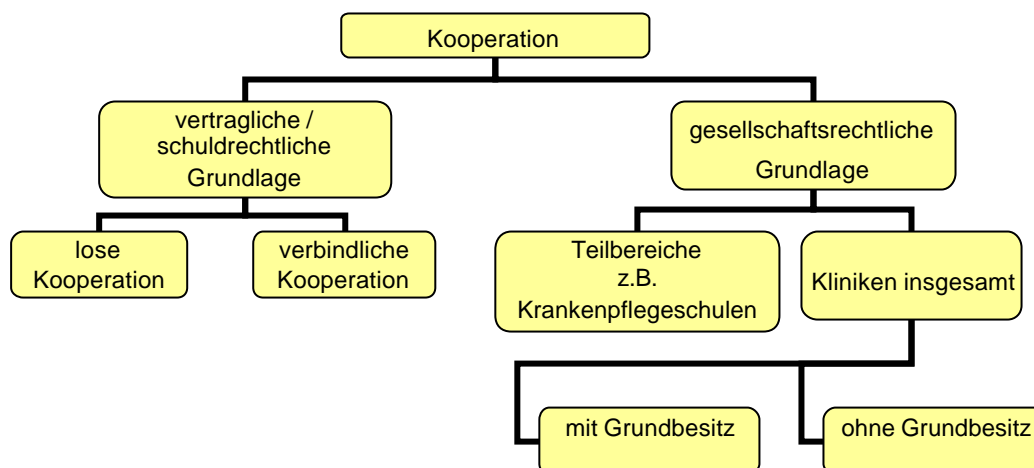 Kooperation
vertragliche /
schuldrechtliche
Grundlage
gesellschaftsrechtliche
Grundlage
lose
Kooperation
verbindliche
Kooperation
Teilbereiche
z.B.
Krankenpflegeschulen
Kliniken insgesamt
mit Grundbesitz
ohne Grundbesitz